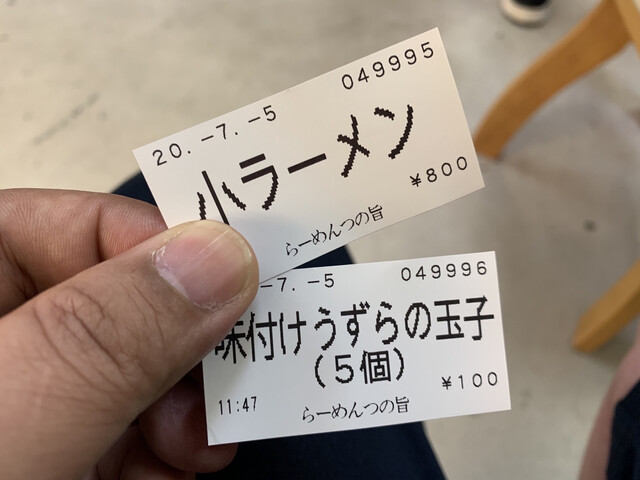 049995
20.-7.-5
小ラーメン
¥800
らーめんつの旨
-7.-5 049996
味付けうずらの玉子
(5個)
¥100
11:47 らーめんつの旨